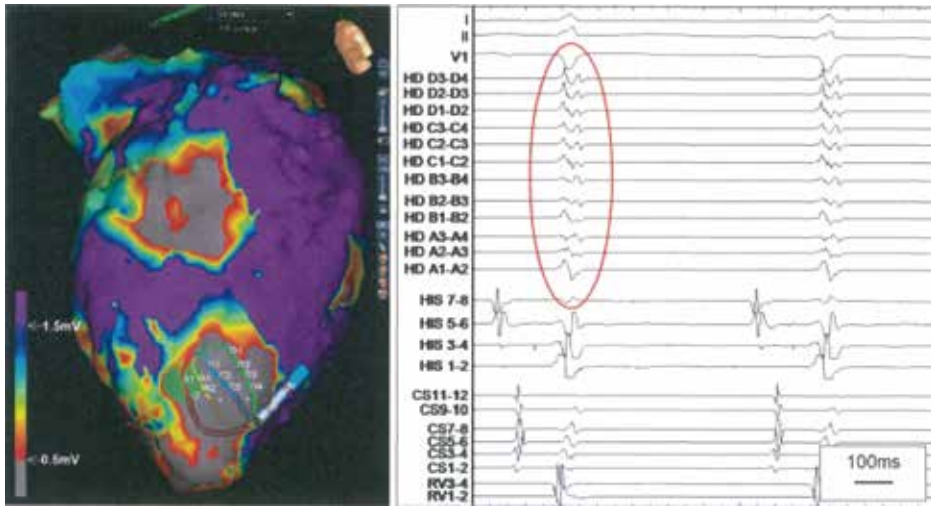 <-1.5mV
<-0.5mV
I
II
V1
HD D3-D4
HD D2-D3
HD D1-D2
HD C3-C4
HD C2-C3
HD C1-C2
HD B3-B4
HD B2-B3
HD B1-B2
HD A3-A4
HD A2-A3
HD A1-A2
HIS 7-8
HIS 5-6
HIS 3-4
HIS 1-2
CS11-12
CS9-10
CS7-8
CS5-6
CS3-4
CS1-2
RV3-4
RV1-2
100ms